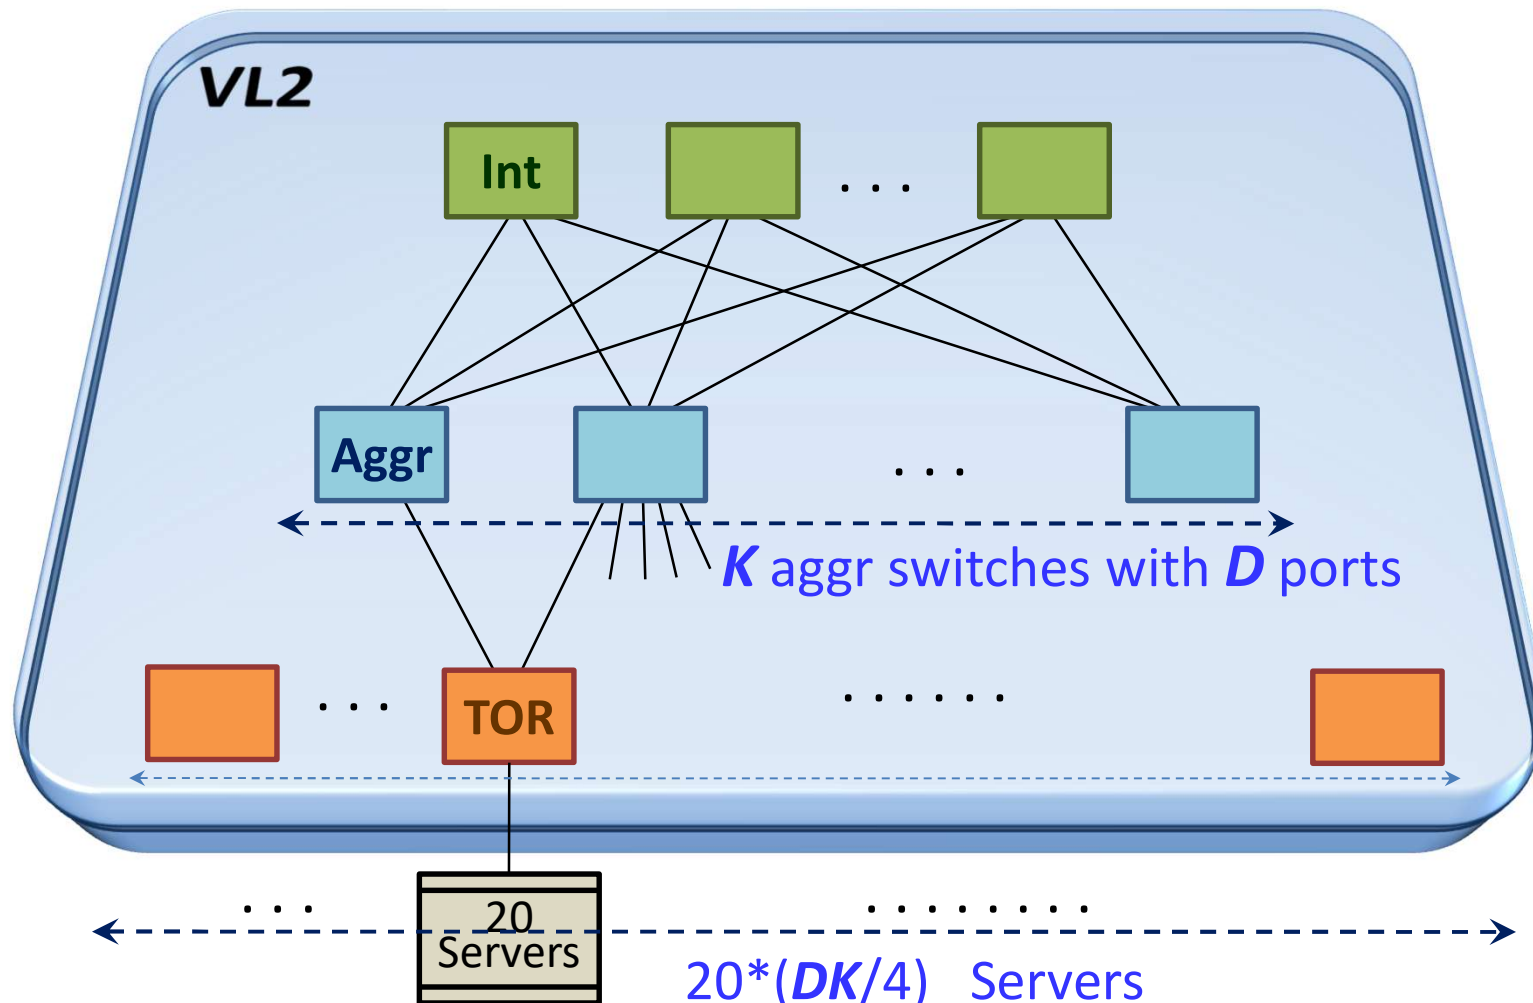 VL2
Int
. . .
Aggr
. . .
K aggr switches with D ports
. . .
TOR
. . . . . .
. . .
20
Servers
. . . . . . . .
20*(DK/4) Servers